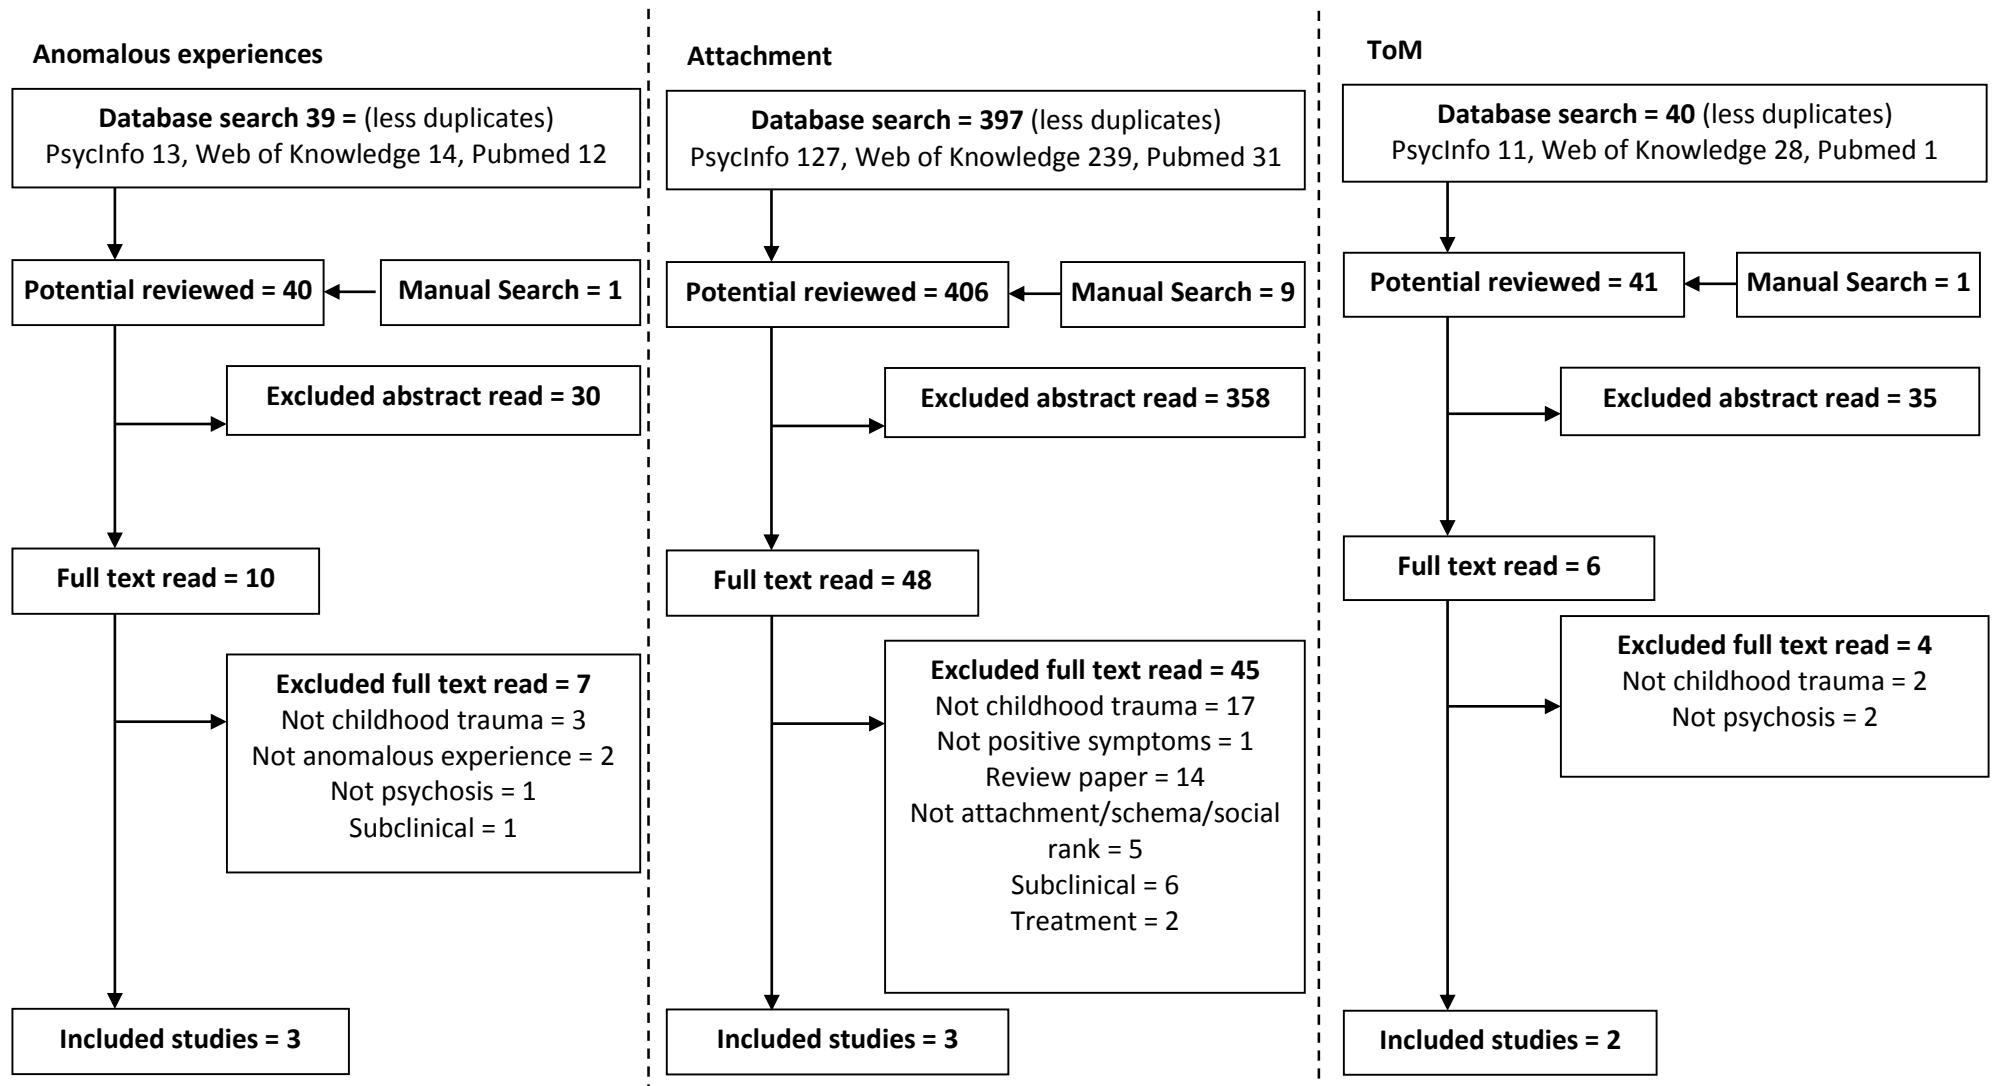 Anomalous experiences
Database search 39 = (less duplicates)
PsycInfo 13, Web of Knowledge 14, Pubmed 12
Potential reviewed = 40
Manual Search = 1
Excluded abstract read = 30
Full text read = 10
Excluded full text read = 7
Not childhood trauma = 3
Not anomalous experience = 2
Not psychosis = 1
Subclinical = 1
Included studies = 3
Attachment
Database search = 397 (less duplicates)
PsycInfo 127, Web of Knowledge 239, Pubmed 31
Potential reviewed = 406
Manual Search = 9
Excluded abstract read = 358
Full text read = 48
Excluded full text read = 45
Not childhood trauma = 17
Not positive symptoms = 1
Review paper = 14
Not attachment/schema/social
rank = 5
Subclinical = 6
Treatment = 2
Included studies = 3
ToM
Database search = 40 (less duplicates)
PsycInfo 11, Web of Knowledge 28, Pubmed 1
Potential reviewed = 41
Manual Search = 1
Excluded abstract read = 35
Full text read = 6
Excluded full text read = 4
Not childhood trauma = 2
Not psychosis = 2
Included studies = 2